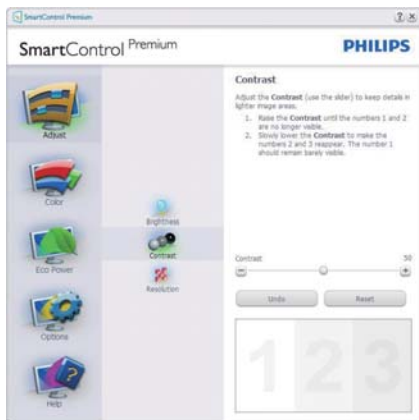 SmartControl Premium
SmartControl Premium
PHILIPS
Adjust
Color
Eco Power
Options
Help
Brightness
Contrast
Resolution
Contrast
Adjust the Contrast (use the slider) to keep details in
lighter image areas.
1. Raise the Contrast until the numbers 1 and 2
are no longer visible.
2. Slowly lower the Contrast to make the
numbers 2 and 3 reappear. The number 1
should remain barely visible.
Contrast 50
Undo Reset
1 2 3